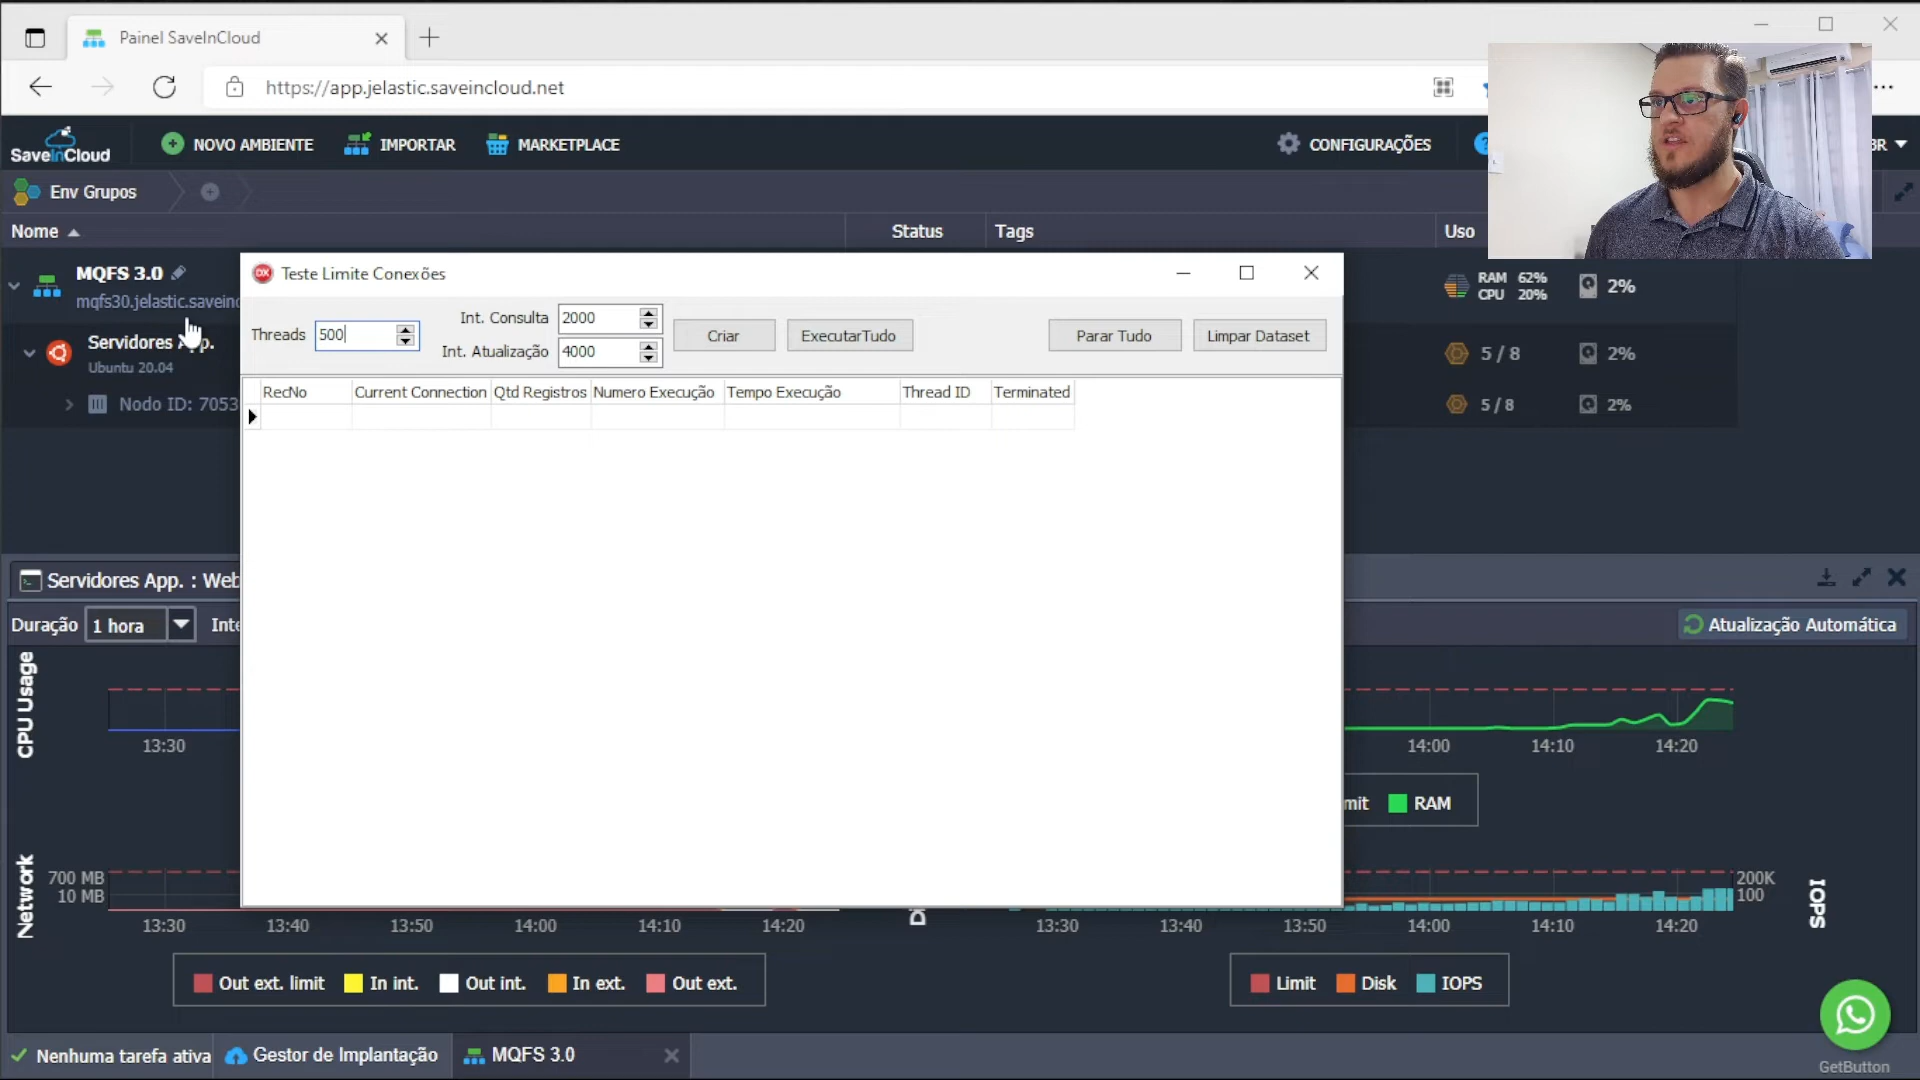 Painel SaveInCloud
https://app.jelastic.saveincloud.net
SaveinCloud
NOVO AMBIENTE
IMPORTAR
MARKETPLACE
CONFIGURAÇÕES
BR
Env Grupos
Nome
Status
Tags
Uso
MQFS 3.0
mqfs30.jelastic.saveinc
RAM 62%
CPU 20%
2%
Servidores App.
Ubuntu 20.04
5 / 8
2%
Nodo ID: 7053
5 / 8
2%
Teste Limite Conexões
Threads
500
Int. Consulta
2000
Int. Atualização
4000
Criar
ExecutarTudo
Parar Tudo
Limpar Dataset
RecNo
Current Connection
Qtd Registros
Numero Execução
Tempo Execução
Thread ID
Terminated
Servidores App. : Web
Duração
1 hora
Inte
Atualização Automática
CPU Usage
13:30
14:00
14:10
14:20
mit
RAM
Network
700 MB
10 MB
13:30
13:40
13:50
14:00
14:10
14:20
13:30
13:40
13:50
14:00
14:10
14:20
200K
100
IOPS
Out ext. limit
In int.
Out int.
In ext.
Out ext.
Limit
Disk
IOPS
Nenhuma tarefa ativa
Gestor de Implantação
MQFS 3.0
GetButton